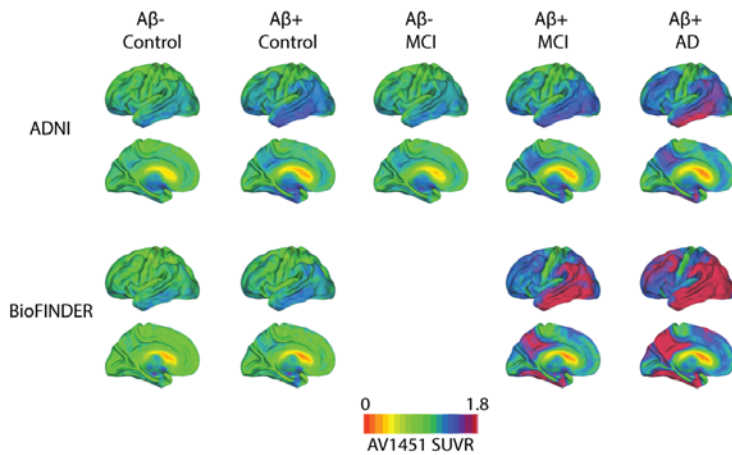 Aβ- Aβ+ Aβ- Aβ+ Aβ+
Control Control MCI MCI AD
ADNI
BioFINDER
0 1.8
AV1451 SUVR